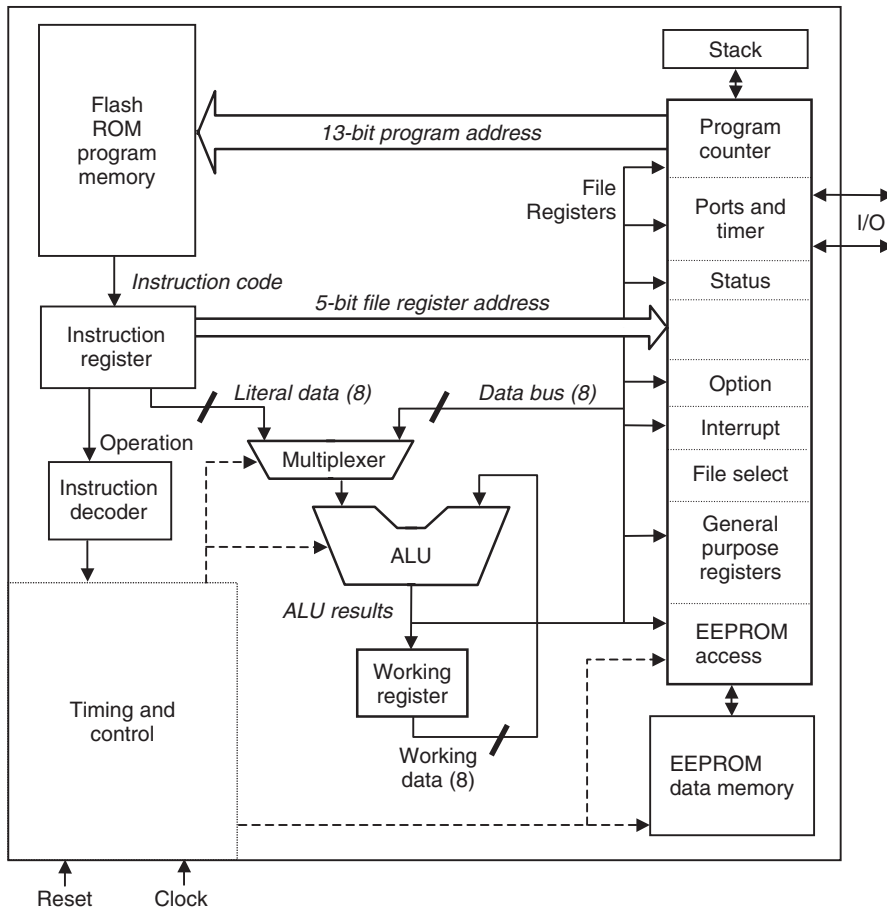 Stack
Flash
ROM
program
memory
13-bit program address
Program
counter
File
Registers
Ports and
timer
I/O
Instruction code
Status
5-bit file register address
Instruction
register
Literal data (8)
Data bus (8)
Option
Operation
Multiplexer
Interrupt
Instruction
decoder
File select
ALU
General
purpose
registers
ALU results
EEPROM
access
Working
register
Timing and
control
Working
data (8)
EEPROM
data memory
Reset
Clock